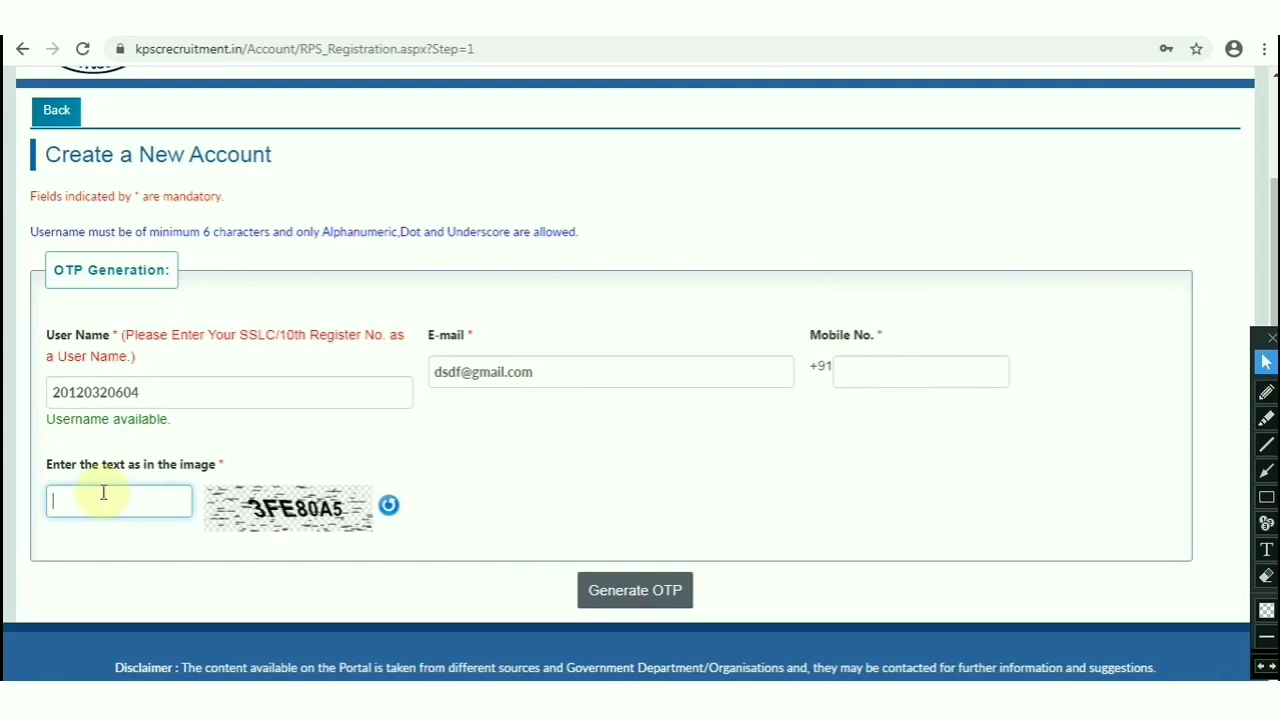 kpscrecruitment.in/Account/RPS_Registration.aspx?Step=1
Back
Create a New Account
Fields indicated by * are mandatory.
Username must be of minimum 6 characters and only Alphanumeric,Dot and Underscore are allowed.
OTP Generation:
User Name * (Please Enter Your SSLC/10th Register No. as
a User Name.)
20120320604
Username available.
E-mail *
dsdf@gmail.com
Mobile No. *
+91
Enter the text as in the image *
3FE80A5
Generate OTP
Disclaimer : The content available on the Portal is taken from different sources and Government Department/Organisations and, they may be contacted for further information and suggestions.
T